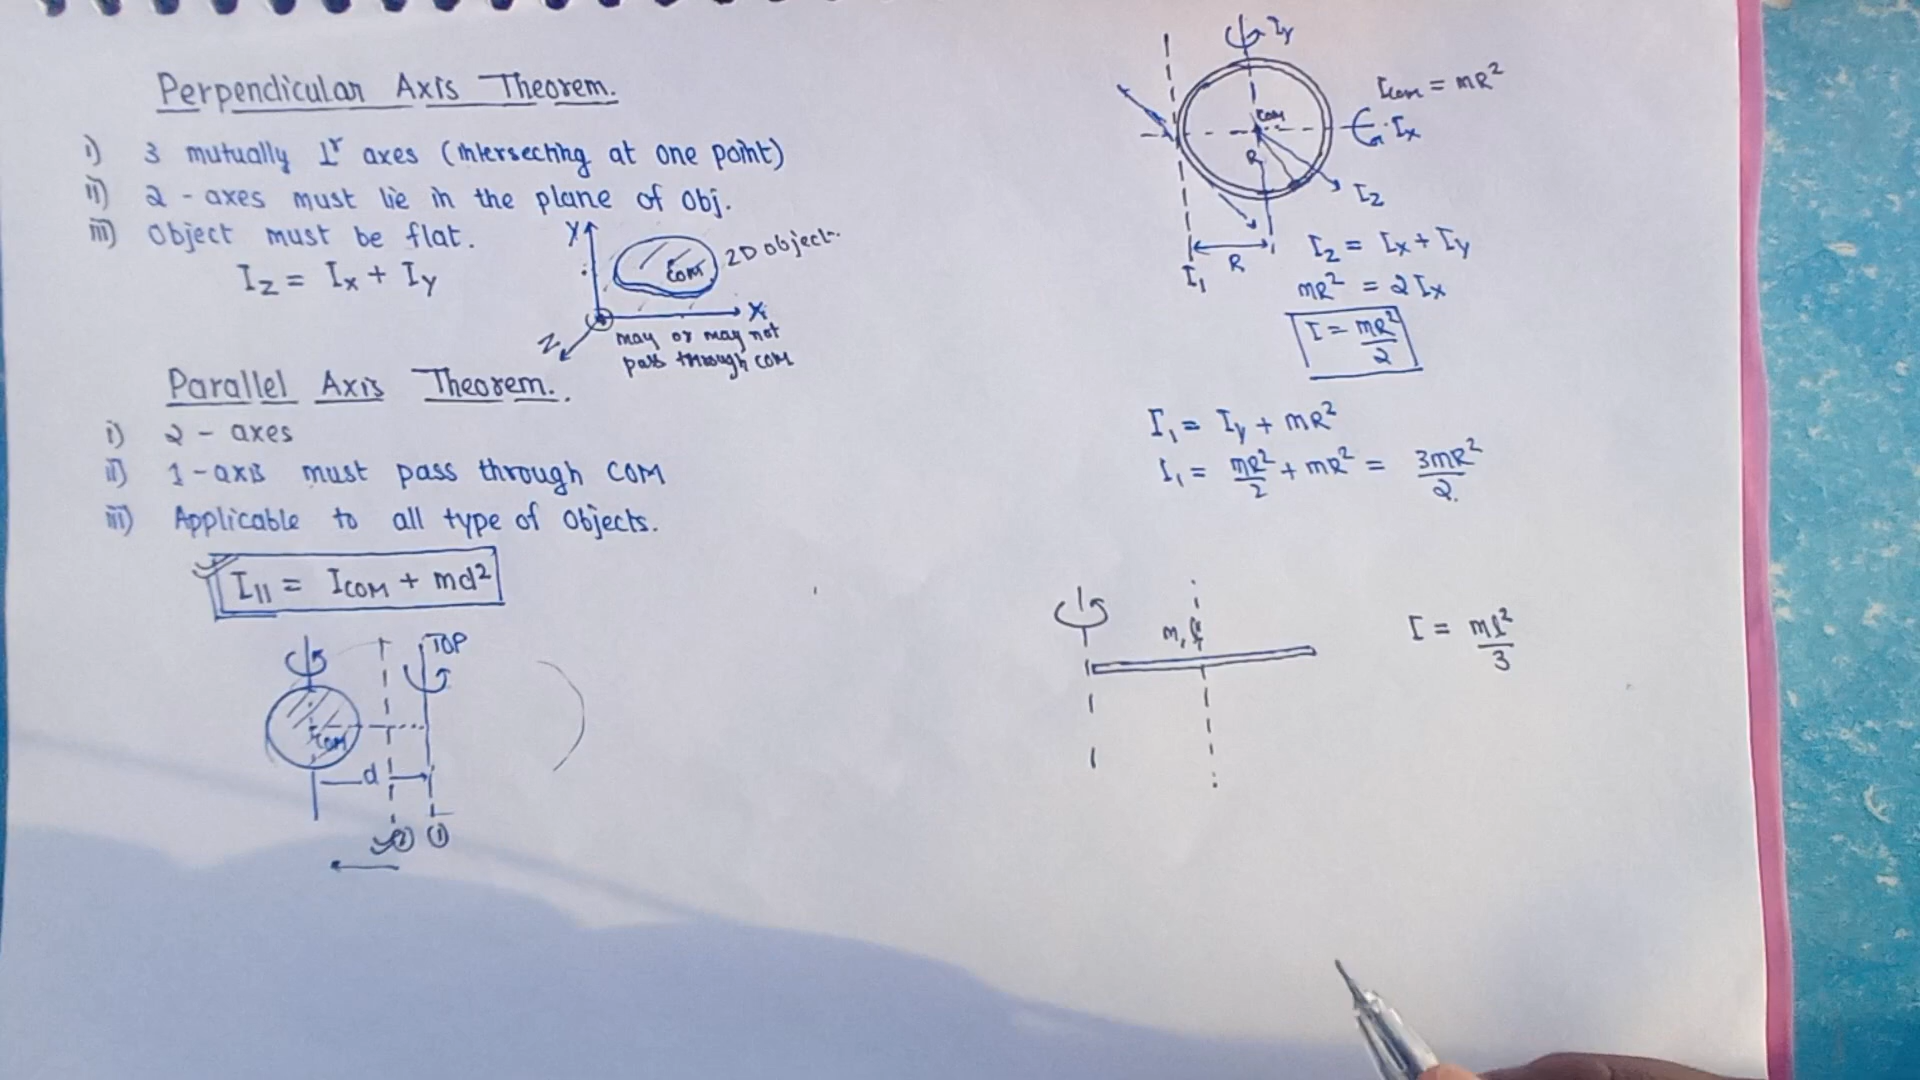 Perpendicular Axis Theorem.
i) 3 mutually ⊥r axes (intersecting at one point)
ii) 2 - axes must lie in the plane of obj.
iii) Object must be flat.
Iz = Ix + Iy
Y
COM
2D object.
X
Z
may or may not
pass through COM
Parallel Axis Theorem.
i) 2 - axes
ii) 1 - axis must pass through COM
iii) Applicable to all type of Objects.
I11 = ICOM + md²
TOP
COM
d
② ①
Iy
Icom = mR²
COM
Ix
R
Iz
R
I1
Iz = Ix + Iy
mR² = 2Ix
I = mR²/2
I1 = Iy + mR²
I1 = mR²/2 + mR² = 3mR²/2
m, l
I = ml²/3